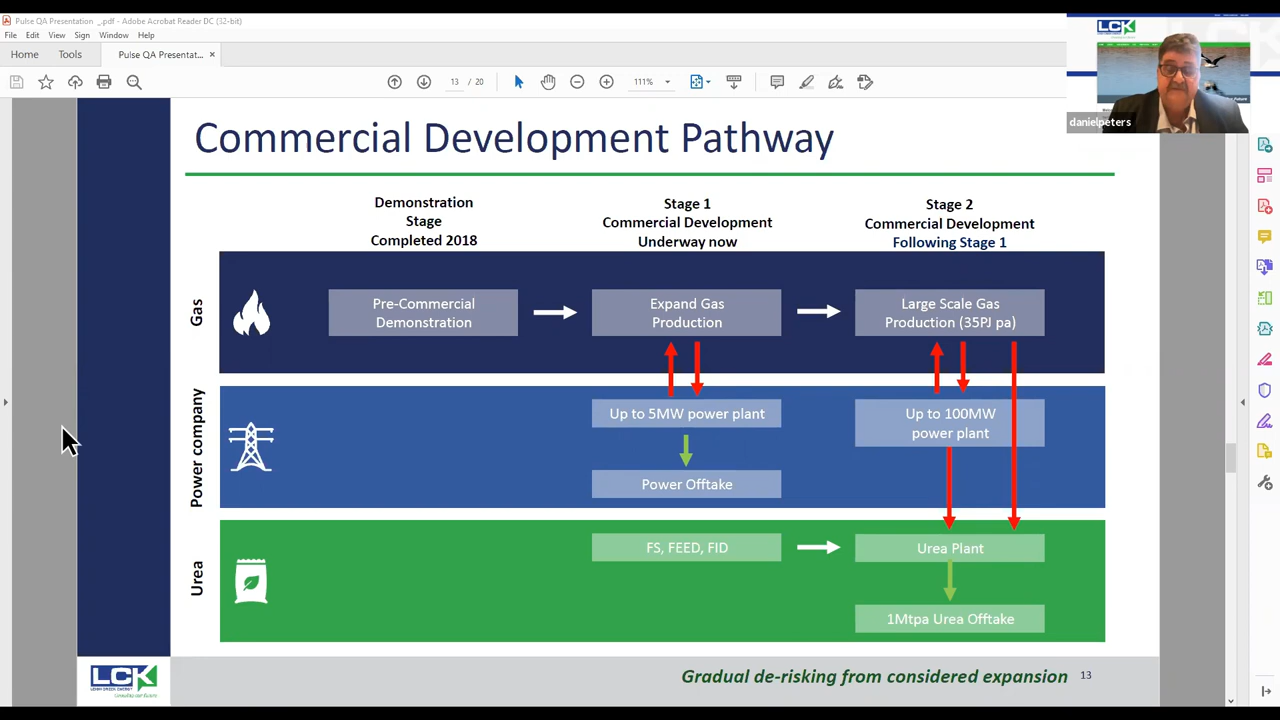 Pulse QA Presentation _.pdf - Adobe Acrobat Reader DC (32-bit)
File Edit View Sign Window Help
Home Tools Pulse QA Presentat... ×
13 / 20 111%
LCK
danielpeters
Commercial Development Pathway
Demonstration
Stage
Completed 2018
Stage 1
Commercial Development
Underway now
Stage 2
Commercial Development
Following Stage 1
Gas
Pre-Commercial
Demonstration
Expand Gas
Production
Large Scale Gas
Production (35PJ pa)
Power company
Up to 5MW power plant
Power Offtake
Up to 100MW
power plant
Urea
FS, FEED, FID
Urea Plant
1Mtpa Urea Offtake
LCK
LEIGH CREEK ENERGY
Gradual de-risking from considered expansion
13